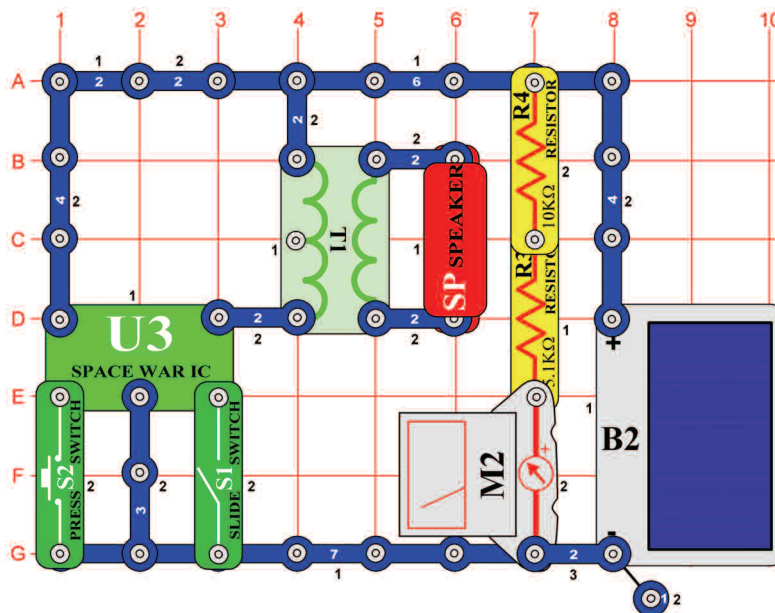 1 2 3 4 5 6 7 8 9 10
1 2 1
A 2 2 6
R4 RESISTOR 10KΩ
2 2 2
B 2
4 2 2 4 2
T1
SP SPEAKER
C 1 1
R3 RESISTOR 5.1KΩ
1 1
D 2 2
2 2
U3
SPACE WAR IC
+
E 1
S2 PRESS SWITCH
S1 SLIDE SWITCH
M2
+
B2
F 2 3 2 2
-
G 7 2
1 3
1 2